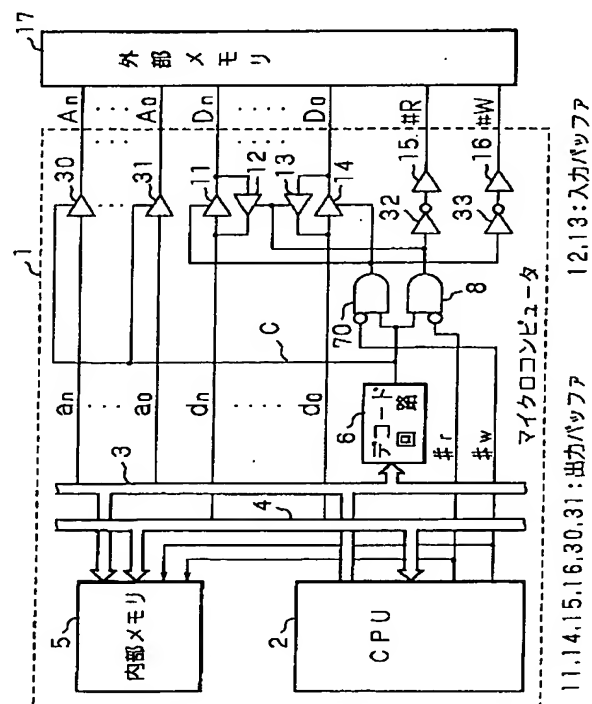 1
17
外部メモリ
An
A0
Dn
D0
#R
#W
30
31
11
12
13
14
15
16
32
33
70
8
C
an
a0
dn
d0
3
4
6
デコード
回路
#r
#w
マイクロコンピュータ
5
内部メモリ
2
CPU
11,14,15,16,30,31:出力バッファ
12,13:入力バッファ